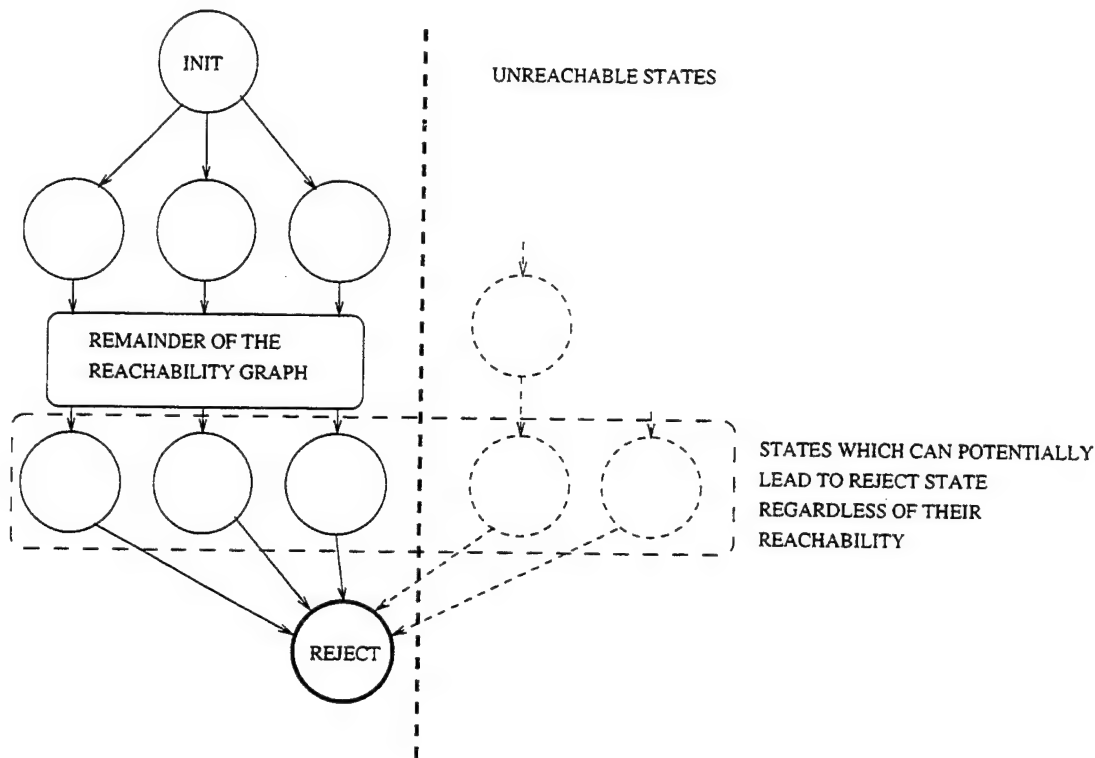 INIT
UNREACHABLE STATES
REMAINDER OF THE
REACHABILITY GRAPH
STATES WHICH CAN POTENTIALLY
LEAD TO REJECT STATE
REGARDLESS OF THEIR
REACHABILITY
REJECT